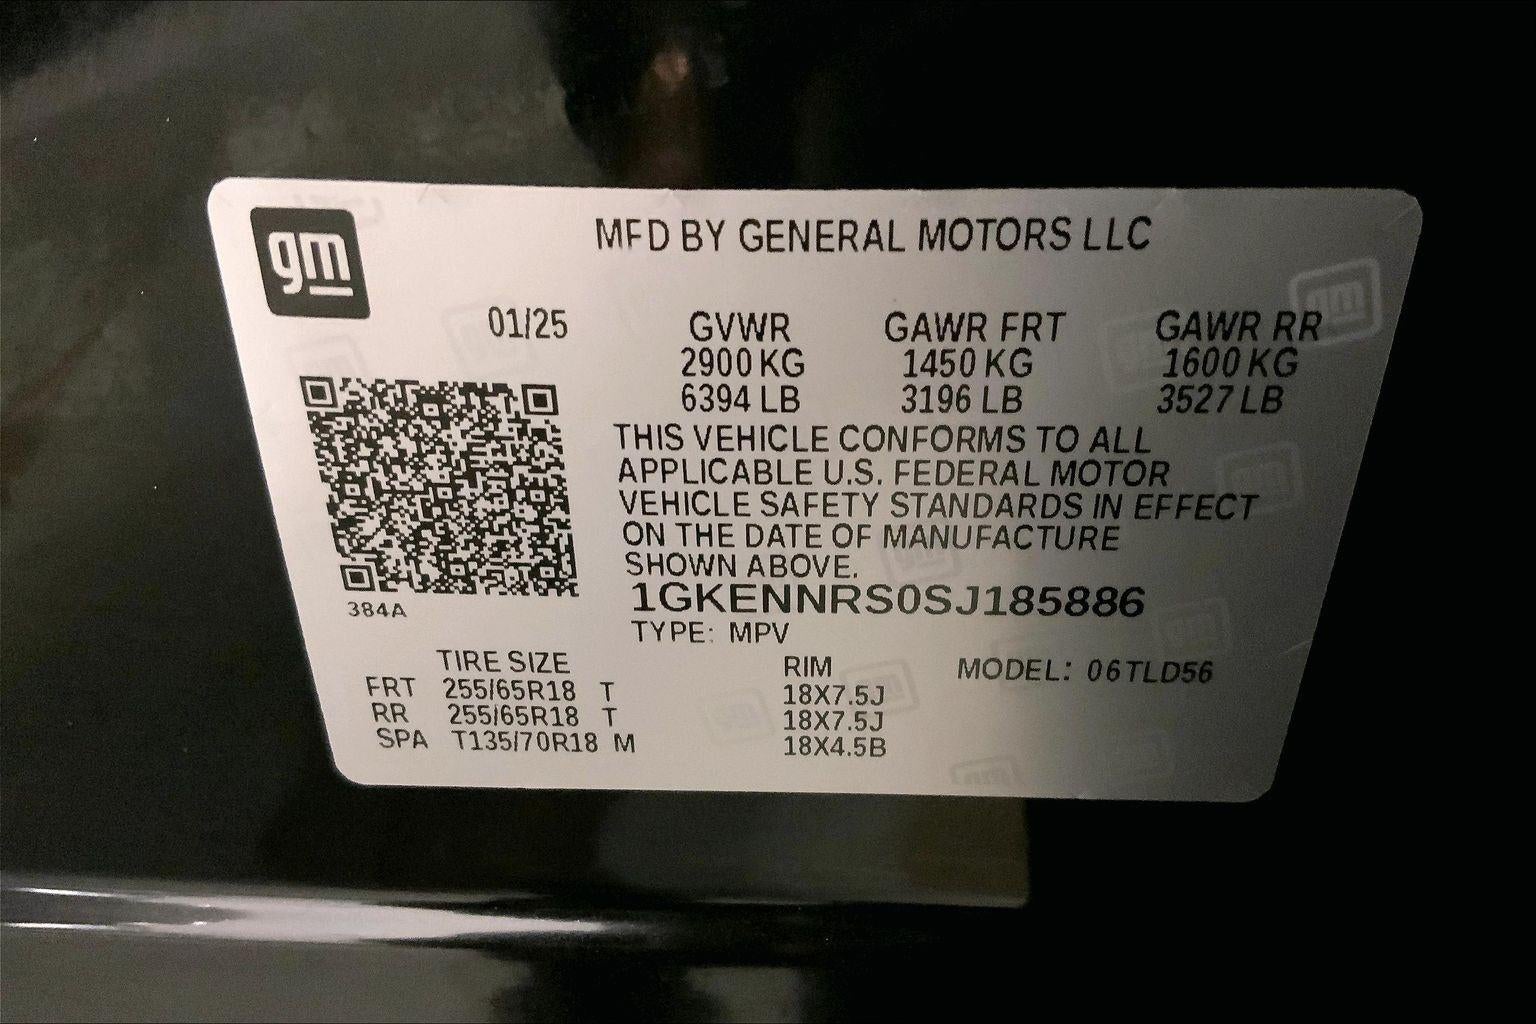 gm
MFD BY GENERAL MOTORS LLC
01/25 GVWR GAWR FRT GAWR RR
2900 KG 1450 KG 1600 KG
6394 LB 3196 LB 3527 LB
THIS VEHICLE CONFORMS TO ALL
APPLICABLE U.S. FEDERAL MOTOR
VEHICLE SAFETY STANDARDS IN EFFECT
ON THE DATE OF MANUFACTURE
SHOWN ABOVE.
1GKENNRS0SJ185886
384A
TYPE: MPV
TIRE SIZE RIM MODEL: 06TLD56
FRT 255/65R18 T 18X7.5J
RR 255/65R18 T 18X7.5J
SPA T135/70R18 M 18X4.5B